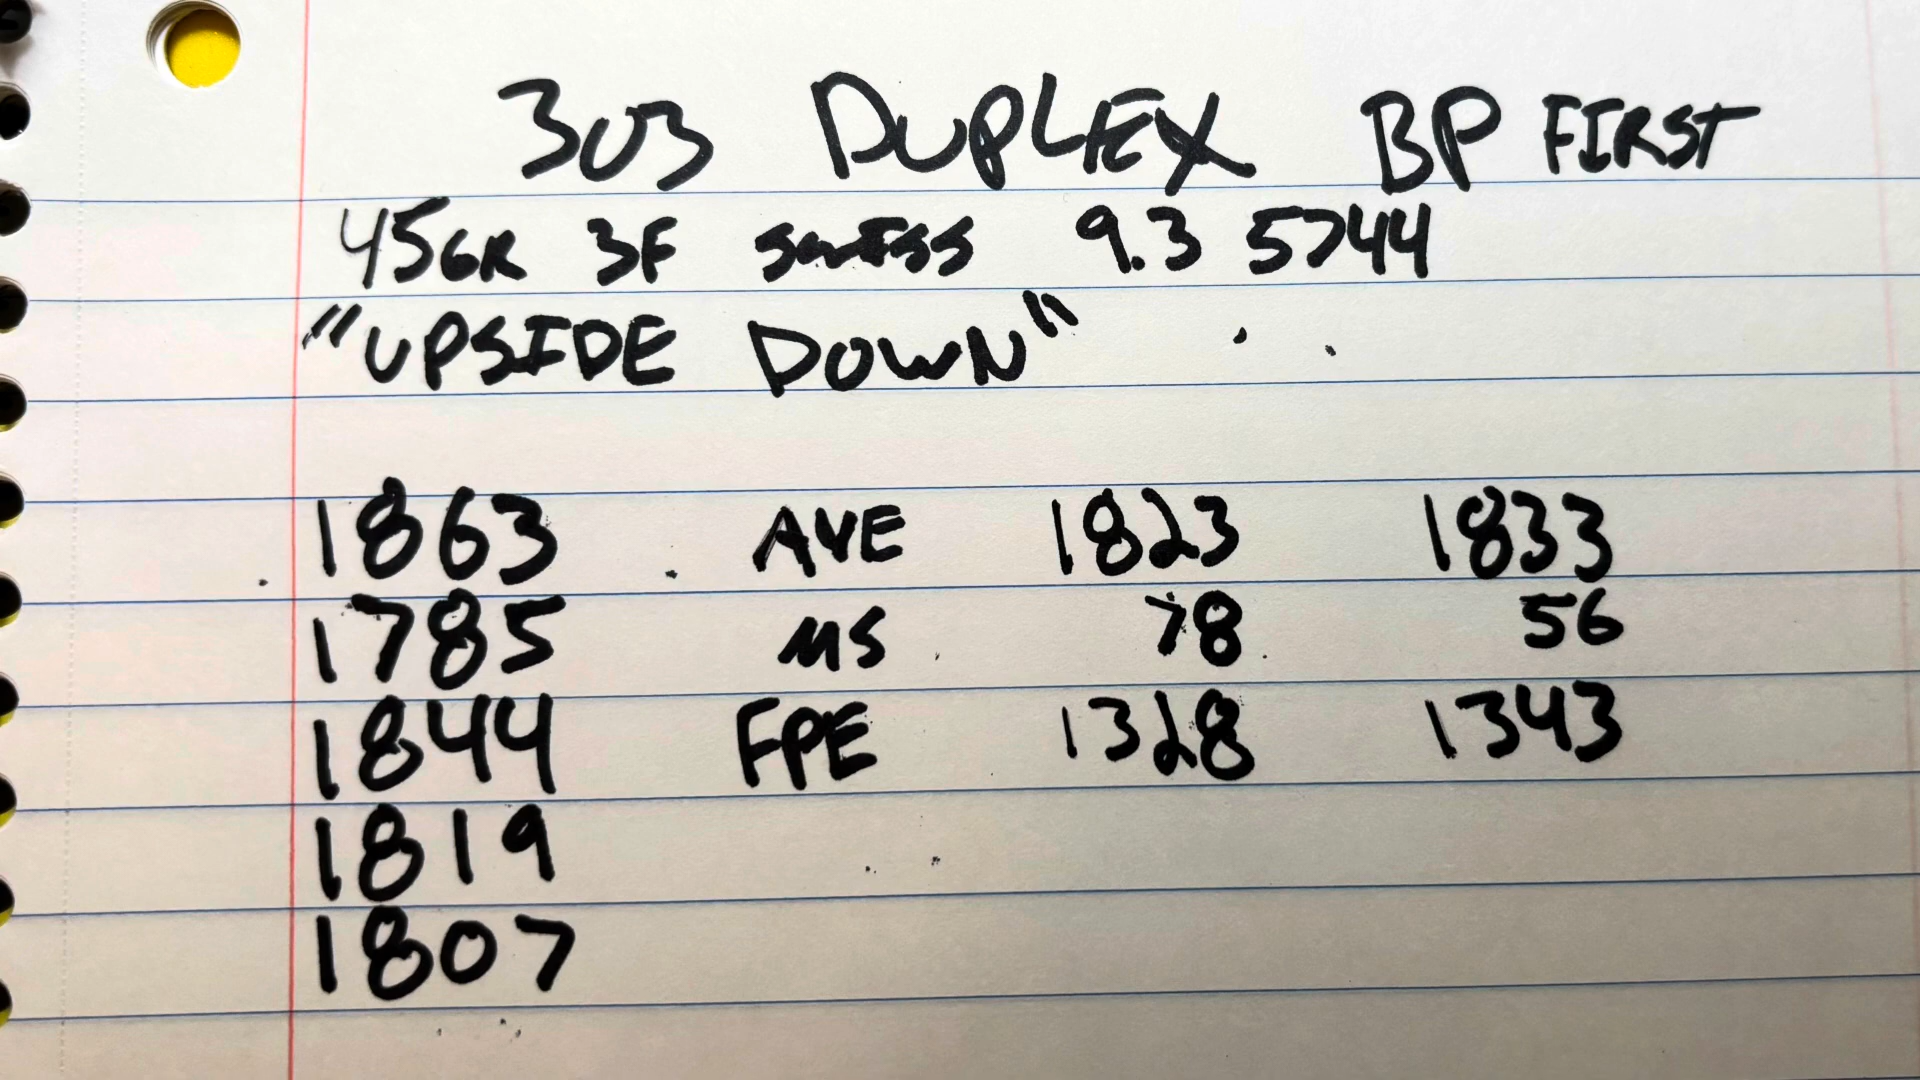 303 DUPLEX BP FIRST
45GR 3F SWISS 9.3 5744
"UPSIDE DOWN"
1863 AVE 1823 1833
1785 MS 78 56
1844 FPE 1328 1343
1819
1807